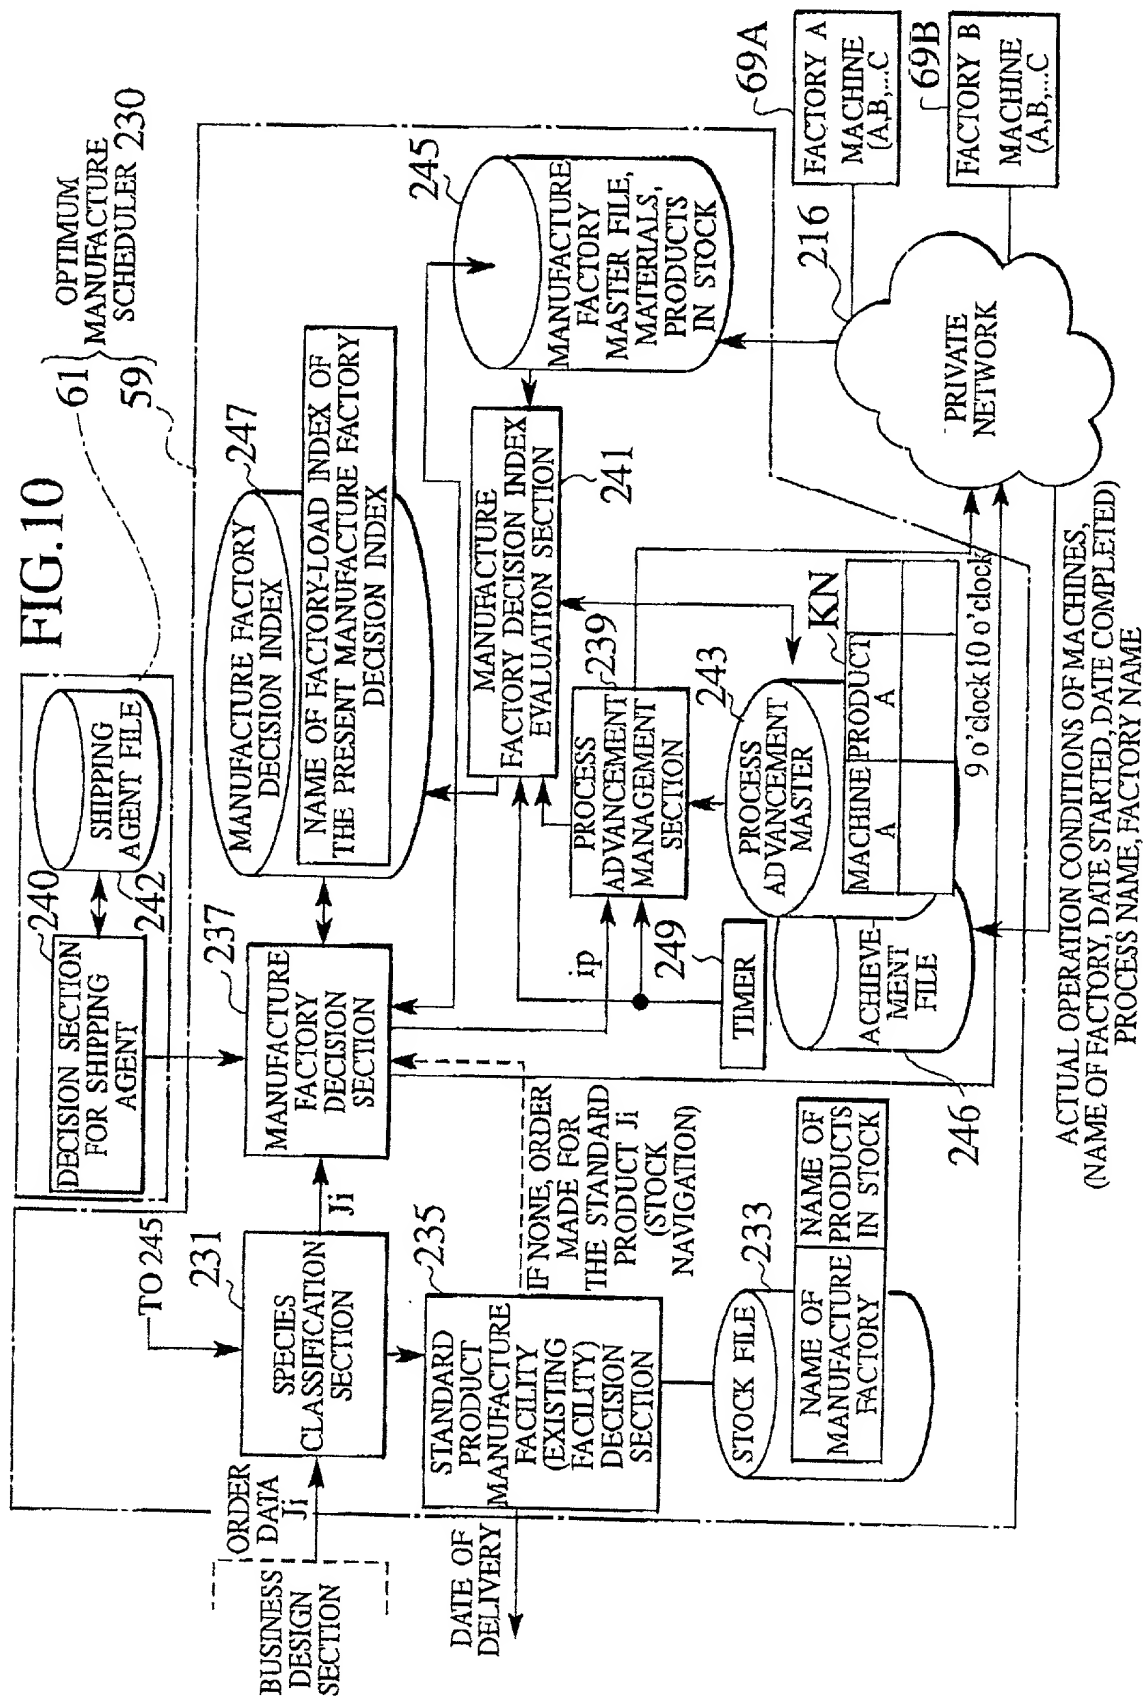 FIG.10
OPTIMUM
MANUFACTURE
SCHEDULER 230
61
59
DECISION SECTION
FOR SHIPPING
AGENT
240
SHIPPING
AGENT FILE
242
TO 245
231
SPECIES
CLASSIFICATION
SECTION
Ji
BUSINESS
DESIGN
SECTION
ORDER
DATA
Ji
237
MANUFACTURE
FACTORY
DECISION
SECTION
247
MANUFACTURE FACTORY
DECISION INDEX
NAME OF FACTORY-LOAD INDEX OF
THE PRESENT MANUFACTURE FACTORY
DECISION INDEX
245
MANUFACTURE
FACTORY
MASTER FILE,
MATERIALS,
PRODUCTS
IN STOCK
MANUFACTURE
FACTORY DECISION INDEX
EVALUATION SECTION
241
DATE OF
DELIVERY
235
STANDARD
PRODUCT
MANUFACTURE
FACILITY
(EXISTING
FACILITY)
DECISION
SECTION
IF NONE, ORDER
MADE FOR
THE STANDARD
PRODUCT Ji
(STOCK
NAVIGATION)
ip
249
TIMER
PROCESS
ADVANCEMENT
MANAGEMENT
SECTION
239
243
PROCESS
ADVANCEMENT
MASTER
KN
MACHINE PRODUCT
A A
9 o'clock 10 o'clock
ACHIEVE-
MENT
FILE
246
233
STOCK FILE
NAME OF
MANUFACTURE
FACTORY
NAME OF
PRODUCTS
IN STOCK
69A
FACTORY A
MACHINE
(A,B,...C
69B
FACTORY B
MACHINE
(A,B,...C
216
PRIVATE
NETWORK
ACTUAL OPERATION CONDITIONS OF MACHINES,
(NAME OF FACTORY, DATE STARTED, DATE COMPLETED)
PROCESS NAME, FACTORY NAME